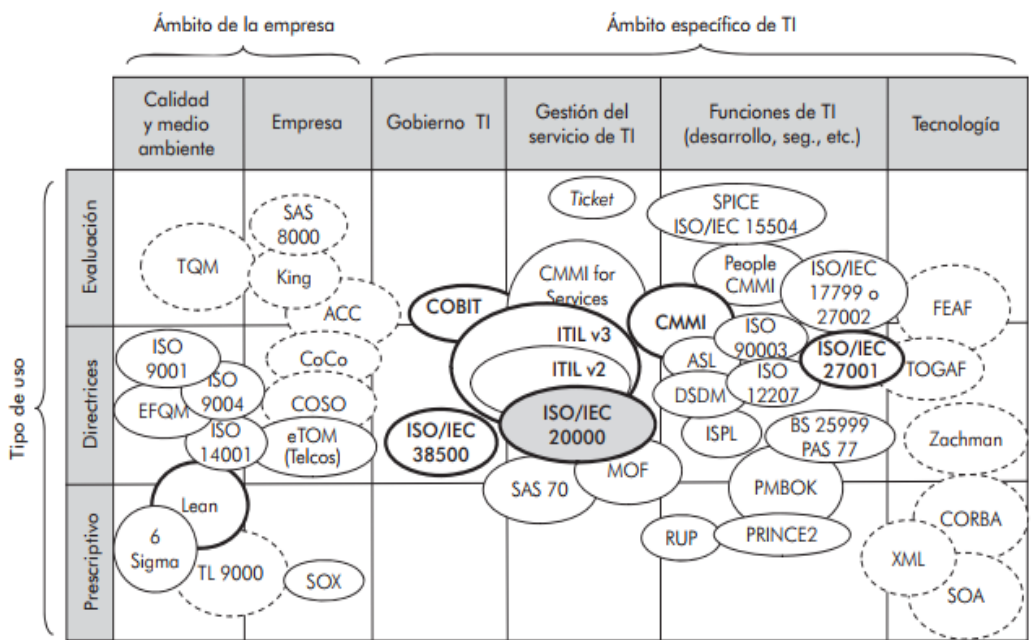 Ámbito de la empresa
Ámbito específico de TI
Calidad
y medio
ambiente
Empresa
Gobierno TI
Gestión del
servicio de TI
Funciones de TI
(desarrollo, seg., etc.)
Tecnología
Tipo de uso
Evaluación
TQM
SAS
8000
King
ACC
COBIT
Ticket
CMMI for
Services
SPICE
ISO/IEC 15504
People
CMMI
ISO/IEC
17799 o
27002
CMMI
FEAF
Directrices
ISO
9001
ISO
9004
EFQM
ISO
14001
CoCo
COSO
eTOM
(Telcos)
ISO/IEC
38500
ITIL v3
ITIL v2
ISO/IEC
20000
MOF
ISO
90003
ASL
ISO/IEC
27001
ISO
12207
DSDM
ISPL
BS 25999
PAS 77
TOGAF
Zachman
Prescriptivo
Lean
6
Sigma
TL 9000
SOX
SAS 70
PMBOK
RUP
PRINCE2
CORBA
XML
SOA